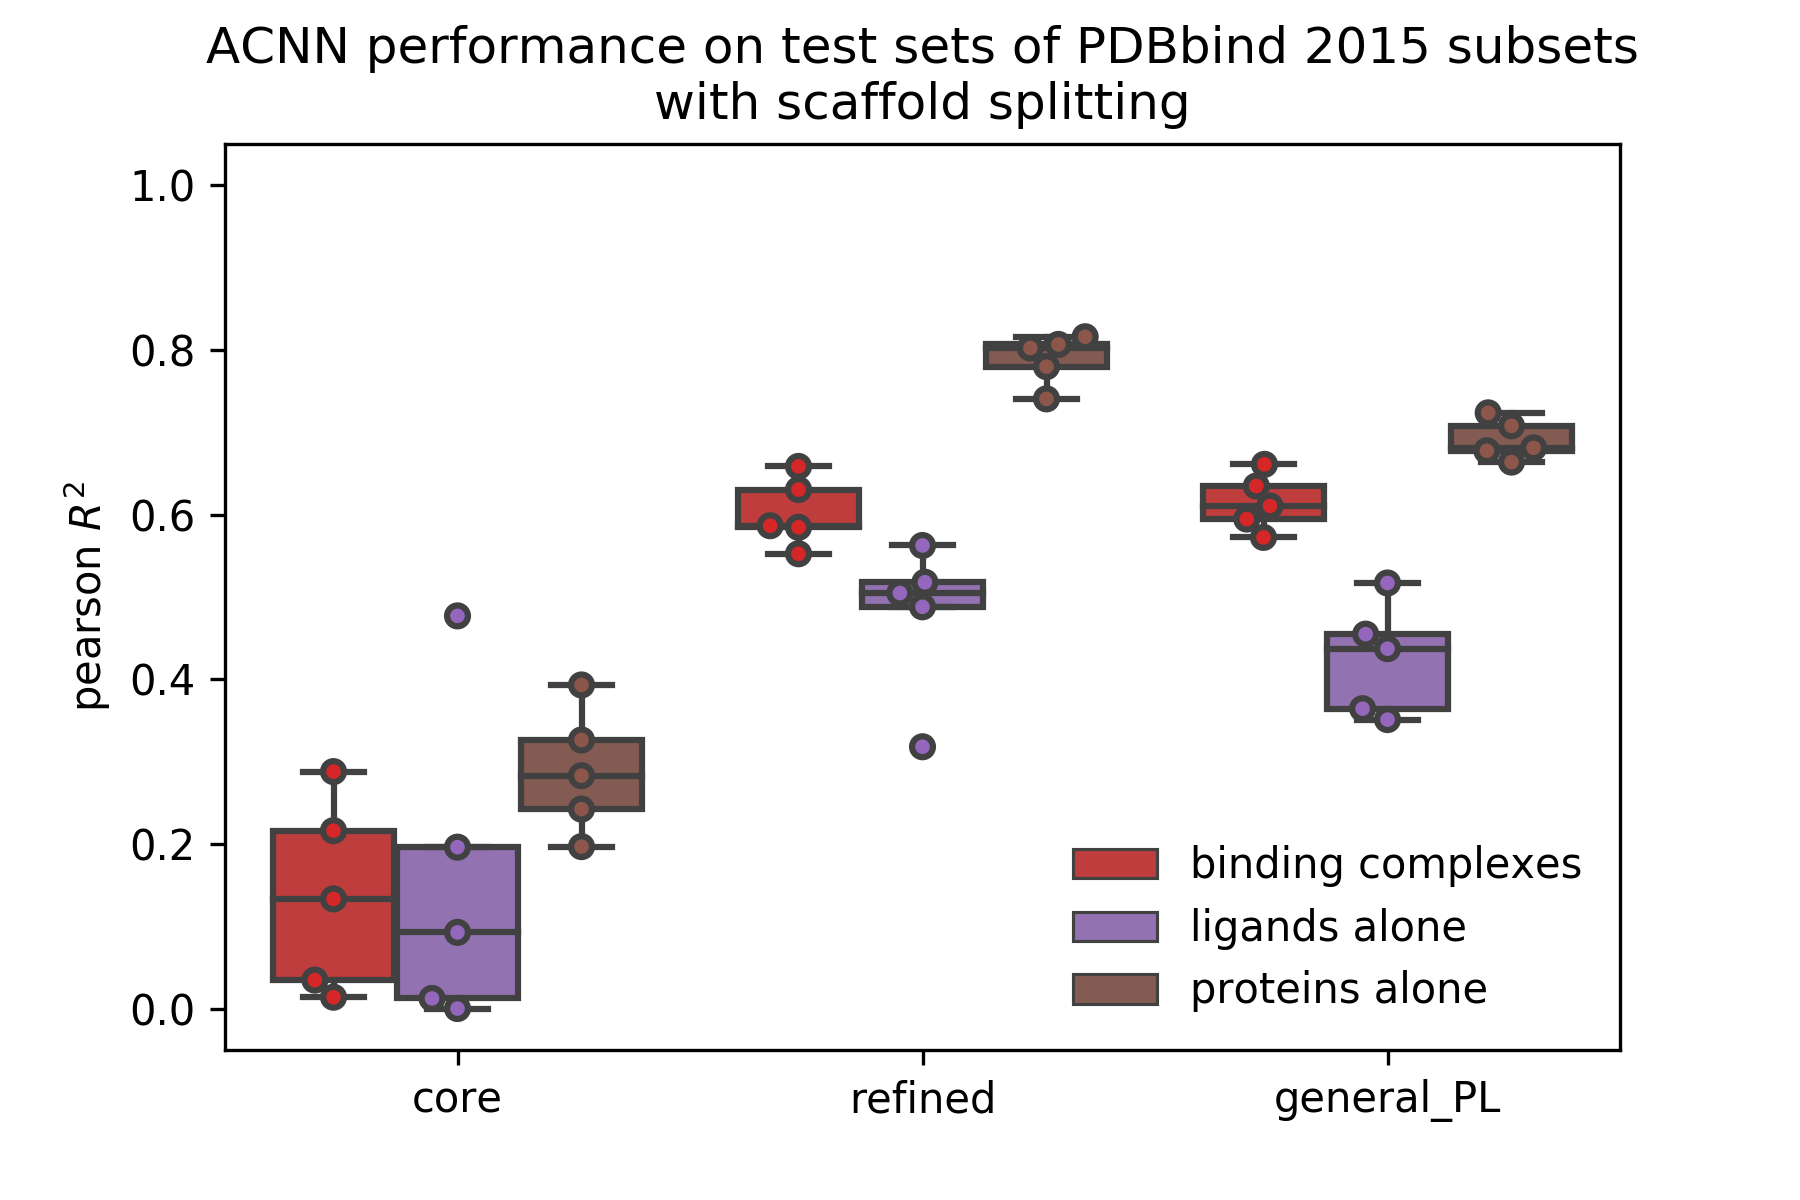 ACNN performance on test sets of PDBbind 2015 subsets
with scaffold splitting
pearson R²
1.0
0.8
0.6
0.4
0.2
0.0
core
refined
general_PL
binding complexes
ligands alone
proteins alone